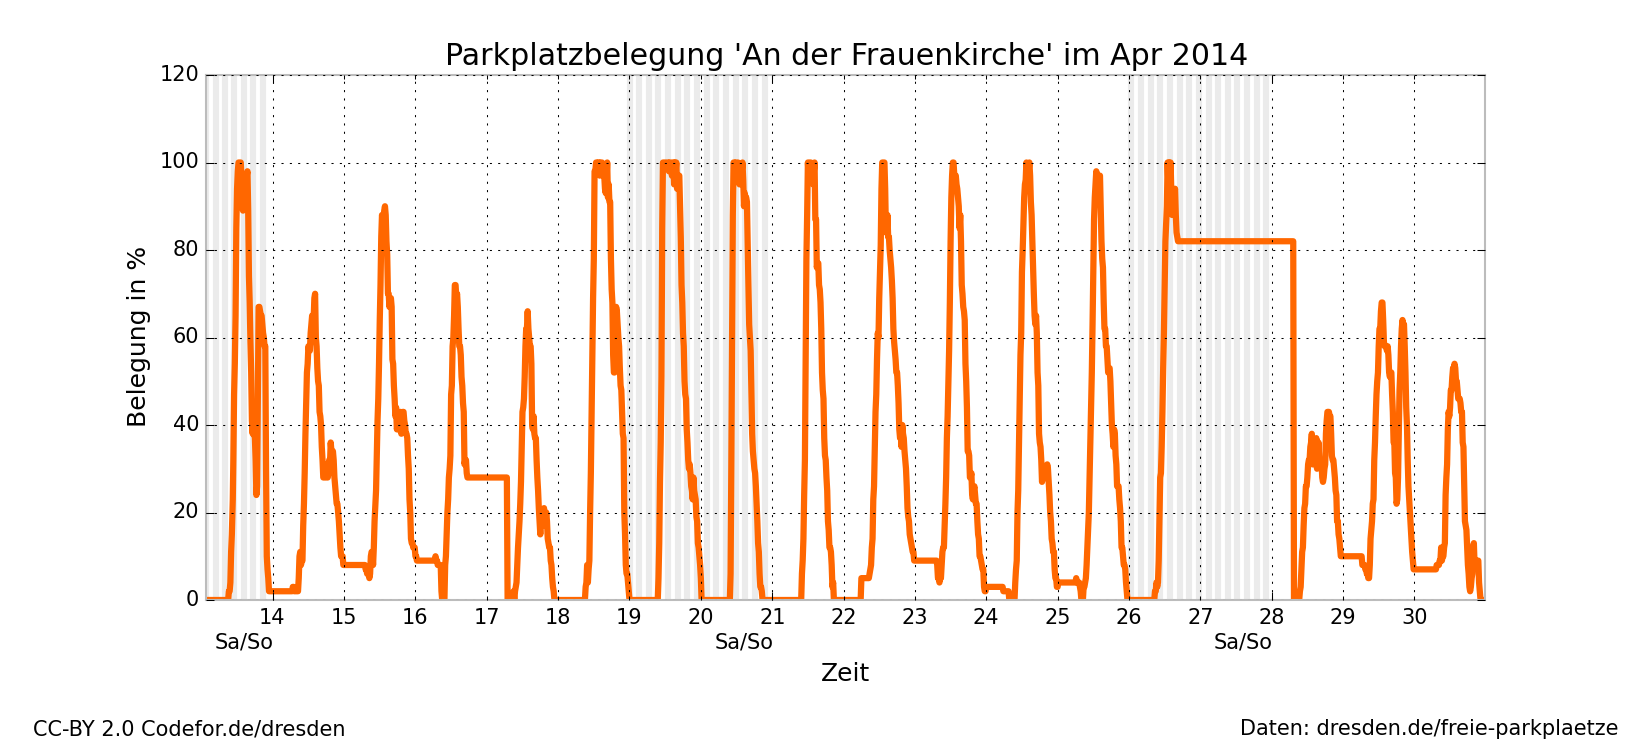 Parkplatzbelegung 'An der Frauenkirche' im Apr 2014
120
100
80
60
40
20
0
Belegung in %
14 15 16 17 18 19 20 21 22 23 24 25 26 27 28 29 30
Sa/So Sa/So Sa/So
Zeit
CC-BY 2.0 Codefor.de/dresden
Daten: dresden.de/freie-parkplaetze